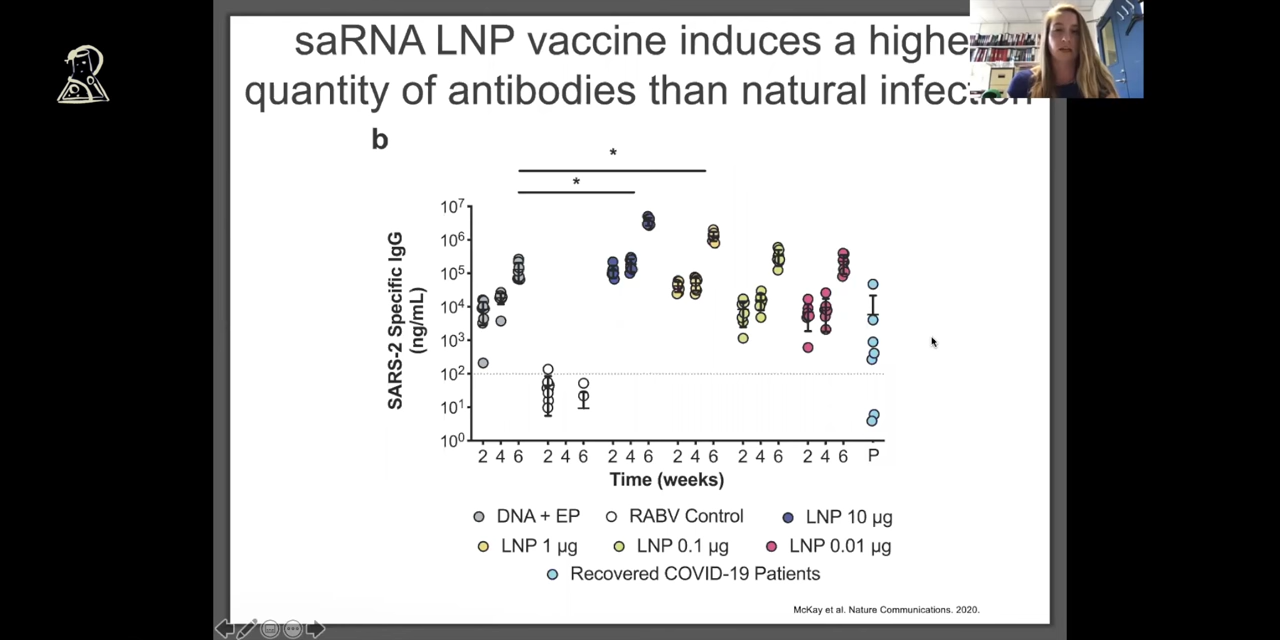 saRNA LNP vaccine induces a highe
quantity of antibodies than natural infection
b
*
*
SARS-2 Specific IgG
(ng/mL)
10⁷
10⁶
10⁵
10⁴
10³
10²
10¹
10⁰
2 4 6 2 4 6 2 4 6 2 4 6 2 4 6 2 4 6 P
Time (weeks)
DNA + EP RABV Control LNP 10 µg
LNP 1 µg LNP 0.1 µg LNP 0.01 µg
Recovered COVID-19 Patients
McKay et al. Nature Communications. 2020.